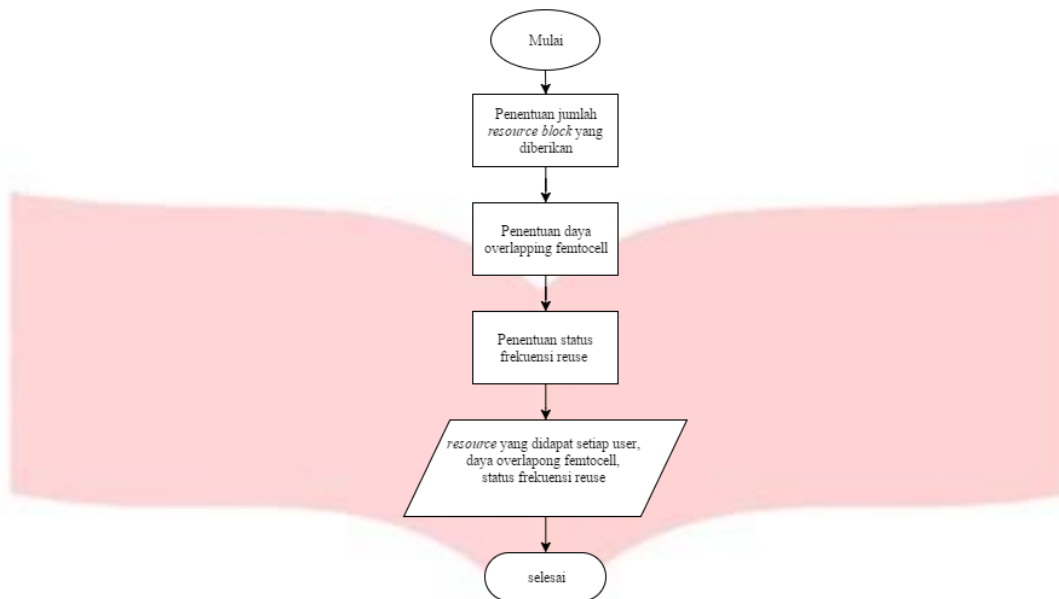 Mulai
Penentuan jumlah
resource block yang
diberikan
Penentuan daya
overlapping femtocell
Penentuan status
frekuensi reuse
resource yang didapat setiap user,
daya overlapong femtocell,
status frekuensi reuse
selesai